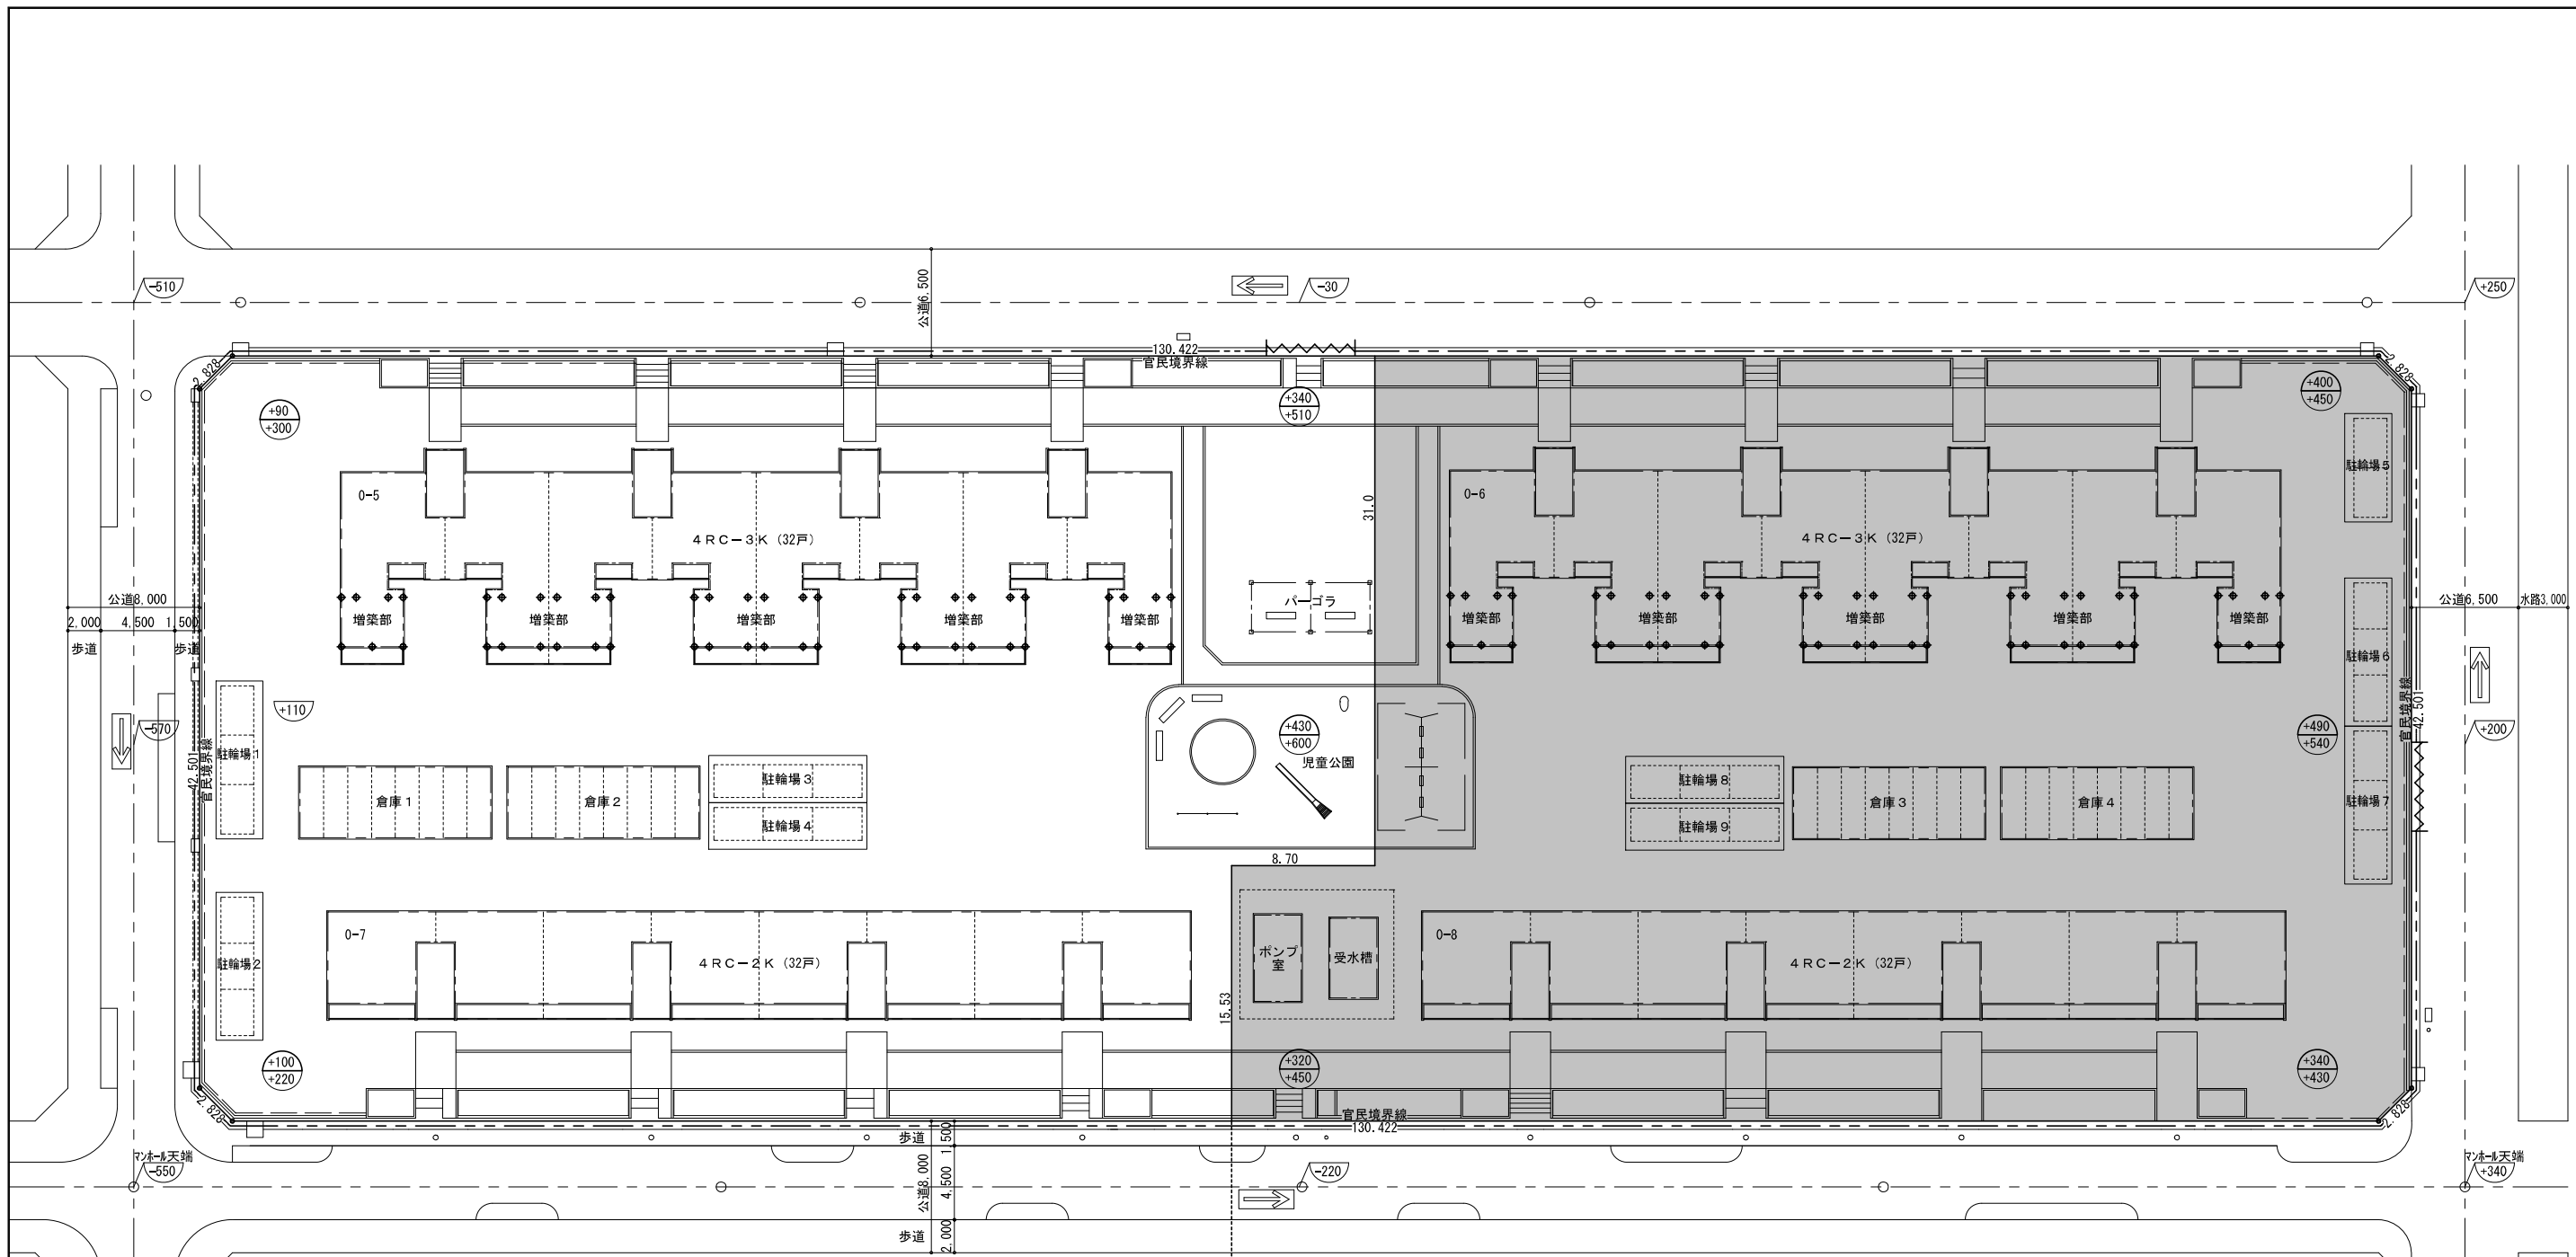 公道6,500
-510
-30
+250
130.422
官民境界線
2.828
2.828
+90
+300
+340
+510
+400
+450
駐輪場5
0-5
4RC-3K (32戸)
増築部
増築部
増築部
増築部
増築部
31.0
パーゴラ
0-6
4RC-3K (32戸)
増築部
増築部
増築部
増築部
増築部
公道8,000
2,000
4,500
1,500
歩道
歩道
公道6,500
水路3,000
駐輪場6
+110
-570
42.501
官民境界線
駐輪場1
倉庫1
倉庫2
駐輪場3
駐輪場4
+430
+600
児童公園
8.70
駐輪場8
駐輪場9
倉庫3
倉庫4
+490
+540
官民境界線
42.501
+200
駐輪場7
駐輪場2
0-7
4RC-2K (32戸)
ポンプ
室
受水槽
15.53
0-8
4RC-2K (32戸)
+100
+220
+320
+450
+340
+430
2.828
官民境界線
130.422
2.828
歩道
1,500
公道8,000
4,500
2,000
歩道
マンホール天端
-550
-220
マンホール天端
+340